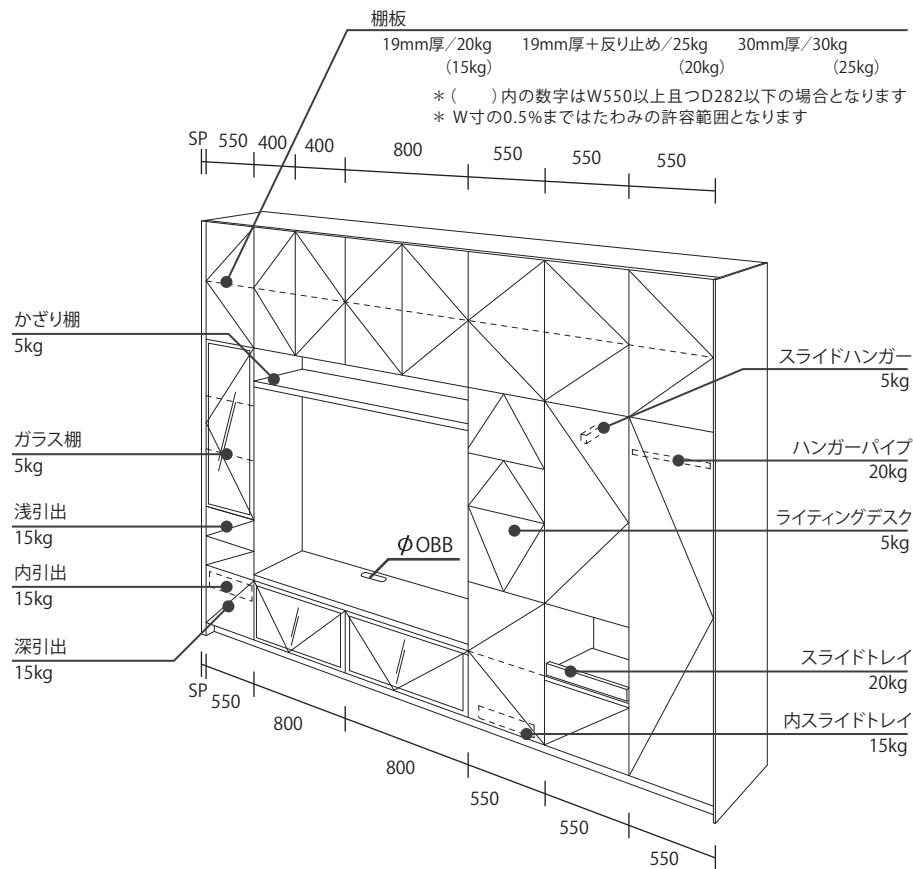 棚板
19mm厚/20kg 19mm厚+反り止め/25kg 30mm厚/30kg
(15kg) (20kg) (25kg)
＊(　　)内の数字はW550以上且つD282以下の場合となります
＊ W寸の0.5%まではたわみの許容範囲となります
SP 550 400 400 800 550 550 550
かざり棚
5kg
ガラス棚
5kg
浅引出
15kg
内引出
15kg
深引出
15kg
φOBB
スライドハンガー
5kg
ハンガーパイプ
20kg
ライティングデスク
5kg
スライドトレイ
20kg
内スライドトレイ
15kg
SP 550 800 800 550 550 550